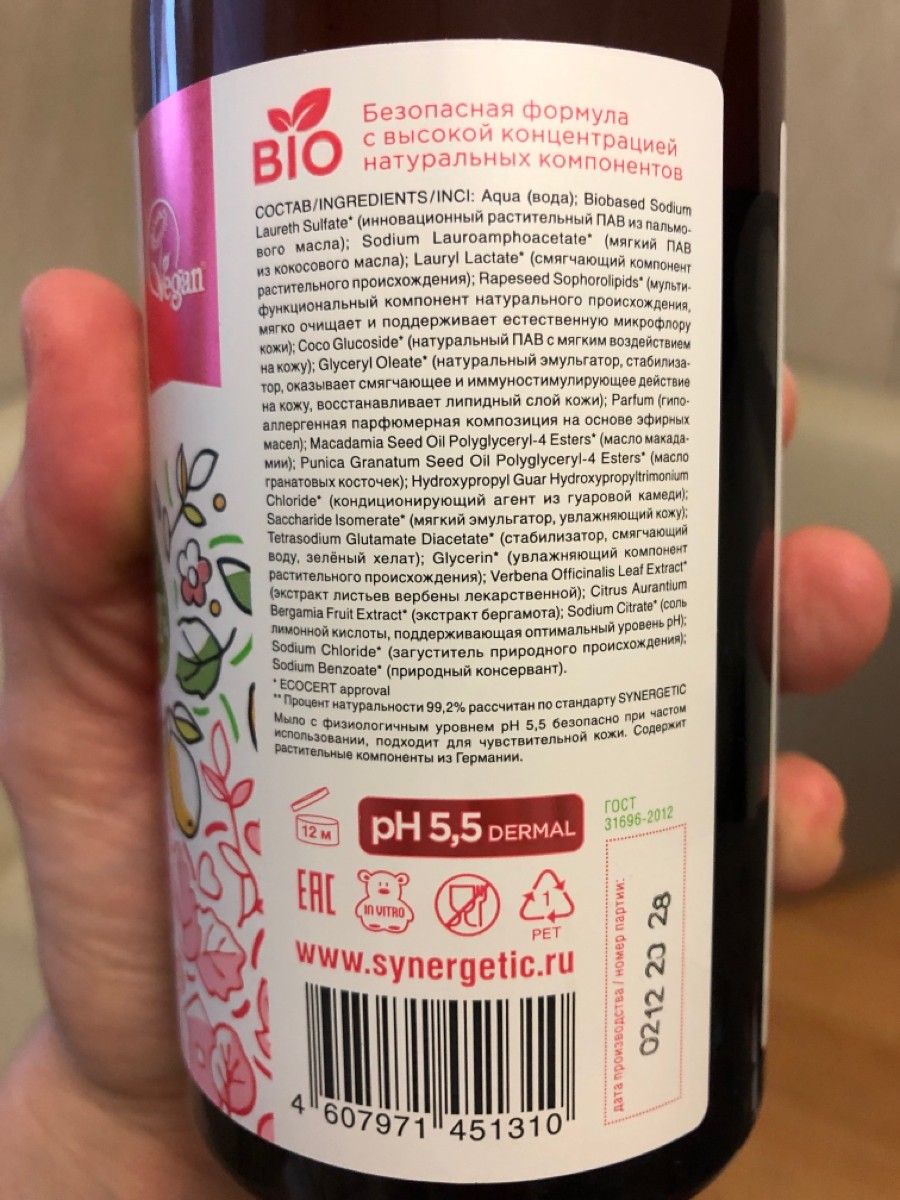 BIO
Безопасная формула
с высокой концентрацией
натуральных компонентов
СОСТАВ/INGREDIENTS/INCI: Aqua (вода); Biobased Sodium
Laureth Sulfate* (инновационный растительный ПАВ из пальмо-
вого масла); Sodium Lauroamphoacetate* (мягкий ПАВ
из кокосового масла); Lauryl Lactate* (смягчающий компонент
растительного происхождения); Rapeseed Sophorolipids* (мульти-
функциональный компонент натурального происхождения,
мягко очищает и поддерживает естественную микрофлору
кожи); Coco Glucoside* (натуральный ПАВ с мягким воздействием
на кожу); Glyceryl Oleate* (натуральный эмульгатор, стабилиза-
тор, оказывает смягчающее и иммуностимулирующее действие
на кожу, восстанавливает липидный слой кожи); Parfum (гипо-
аллергенная парфюмерная композиция на основе эфирных
масел); Macadamia Seed Oil Polyglyceryl-4 Esters* (масло макада-
мии); Punica Granatum Seed Oil Polyglyceryl-4 Esters* (масло
гранатовых косточек); Hydroxypropyl Guar Hydroxypropyltrimonium
Chloride* (кондиционирующий агент из гуаровой камеди);
Saccharide Isomerate* (мягкий эмульгатор, увлажняющий кожу);
Tetrasodium Glutamate Diacetate* (стабилизатор, смягчающий
воду, зелёный хелат); Glycerin* (увлажняющий компонент
растительного происхождения); Verbena Officinalis Leaf Extract*
(экстракт листьев вербены лекарственной); Citrus Aurantium
Bergamia Fruit Extract* (экстракт бергамота); Sodium Citrate* (соль
лимонной кислоты, поддерживающая оптимальный уровень pH);
Sodium Chloride* (загуститель природного происхождения);
Sodium Benzoate* (природный консервант).
* ECOCERT approval
** Процент натуральности 99,2% рассчитан по стандарту SYNERGETIC
Мыло с физиологичным уровнем pH 5,5 безопасно при частом
использовании, подходит для чувствительной кожи. Содержит
растительные компоненты из Германии.
Vegan
12 м
pH 5,5 DERMAL
ГОСТ
31696-2012
EAC
IN VITRO
1
PET
www.synergetic.ru
дата производства / номер партии:
0212 20 28
4 607971 451310